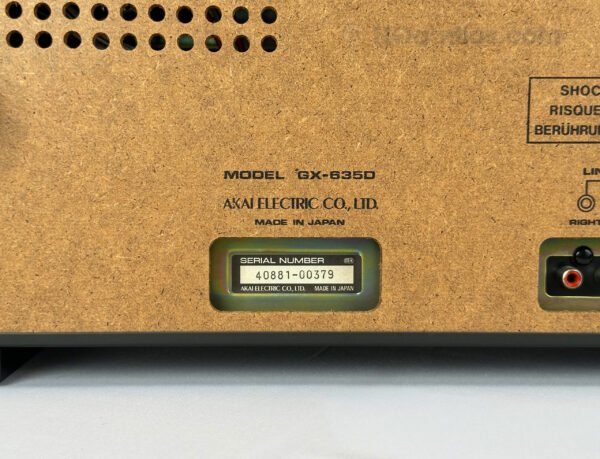 SHOC
RISQUE
BERÜHRUN
MODEL GX-635D
AKAI ELECTRIC CO., LTD.
MADE IN JAPAN
LIN
RIGHT
SERIAL NUMBER
40881-00379
AKAI ELECTRIC CO., LTD. MADE IN JAPAN